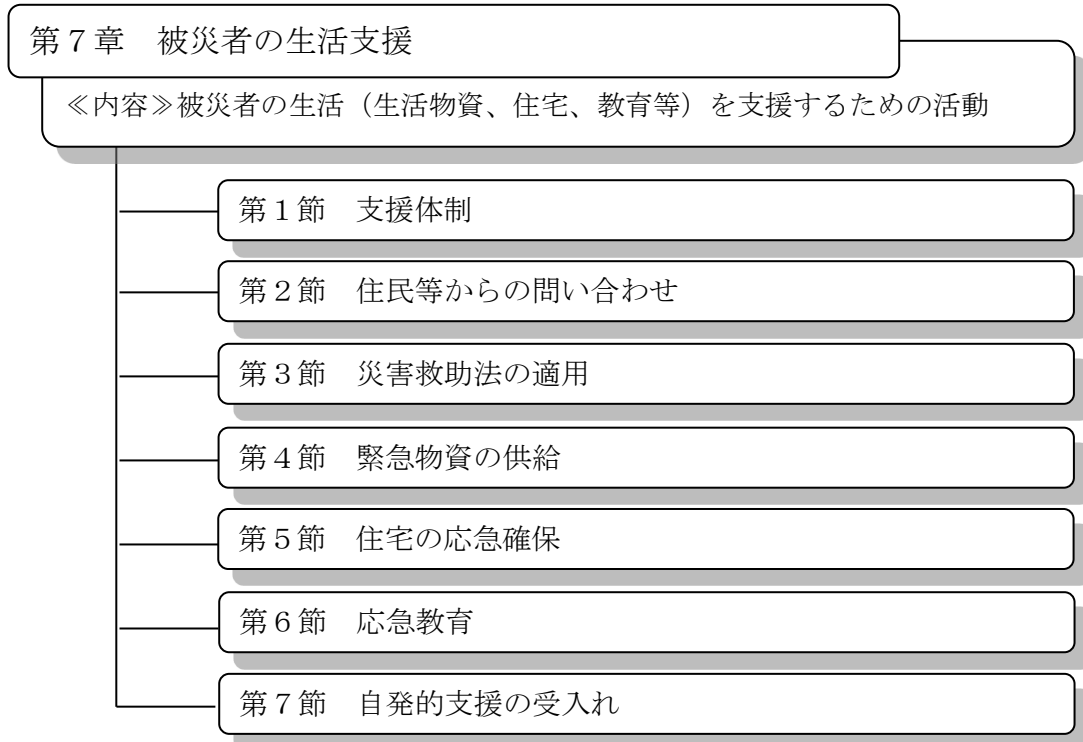 第７章　被災者の生活支援
≪内容≫被災者の生活（生活物資、住宅、教育等）を支援するための活動
第１節　支援体制
第２節　住民等からの問い合わせ
第３節　災害救助法の適用
第４節　緊急物資の供給
第５節　住宅の応急確保
第６節　応急教育
第７節　自発的支援の受入れ